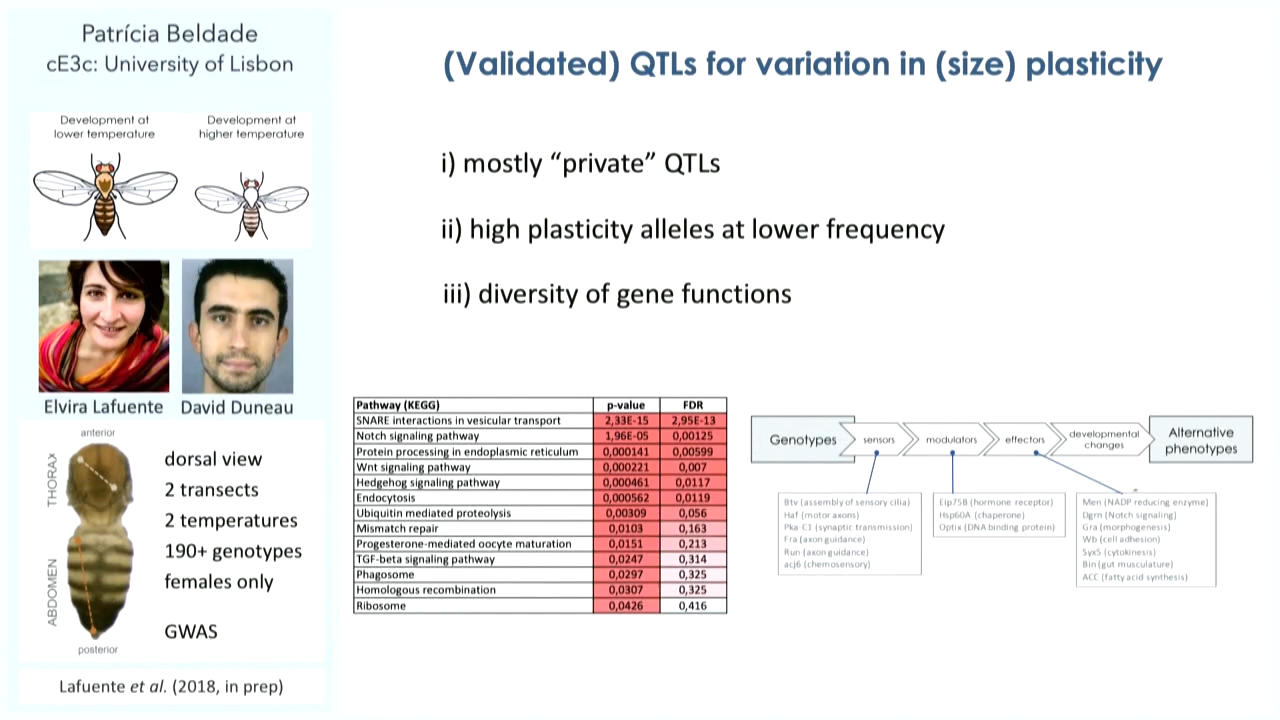 Patrícia Beldade
cE3c: University of Lisbon
Development at
lower temperature
Development at
higher temperature
Elvira Lafuente
David Duneau
anterior
THORAX
ABDOMEN
posterior
dorsal view
2 transects
2 temperatures
190+ genotypes
females only
GWAS
Lafuente et al. (2018, in prep)
(Validated) QTLs for variation in (size) plasticity
i) mostly “private” QTLs
ii) high plasticity alleles at lower frequency
iii) diversity of gene functions
Pathway (KEGG) p-value FDR
SNARE interactions in vesicular transport 2,33E-15 2,95E-13
Notch signaling pathway 1,96E-05 0,00125
Protein processing in endoplasmic reticulum 0,000141 0,00599
Wnt signaling pathway 0,000221 0,007
Hedgehog signaling pathway 0,000461 0,0117
Endocytosis 0,000562 0,0119
Ubiquitin mediated proteolysis 0,00309 0,056
Mismatch repair 0,0103 0,163
Progesterone-mediated oocyte maturation 0,0151 0,213
TGF-beta signaling pathway 0,0247 0,314
Phagosome 0,0297 0,325
Homologous recombination 0,0307 0,325
Ribosome 0,0426 0,416
Genotypes
sensors
modulators
effectors
developmental
changes
Alternative
phenotypes
Btv (assembly of sensory cilia)
Haf (motor axons)
Pka-C1 (synaptic transmission)
Fra (axon guidance)
Run (axon guidance)
acj6 (chemosensory)
Eip75B (hormone receptor)
Hsp60A (chaperone)
Optix (DNA binding protein)
Men (NADP reducing enzyme)
Dgrn (Notch signaling)
Gra (morphogenesis)
Wb (cell adhesion)
Syx5 (cytokinesis)
Bin (gut musculature)
ACC (fatty acid synthesis)